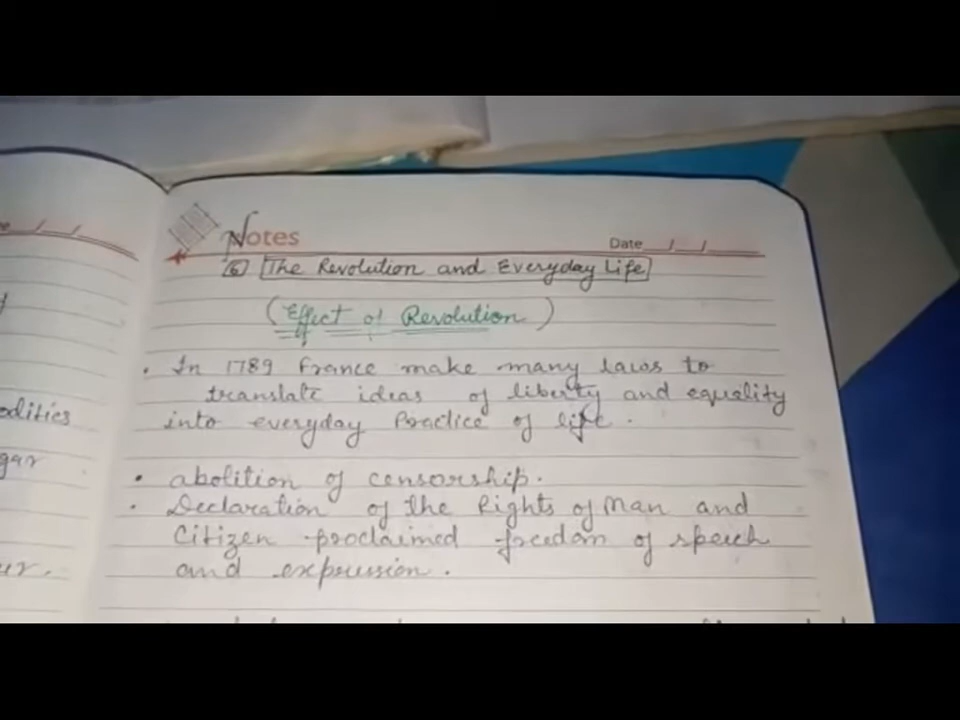 Notes
Date / /
6 The Revolution and Everyday Life
(Effect of Revolution)
• In 1789 France make many laws to
translate ideas of liberty and equality
into everyday Practice of life.
• abolition of censorship.
• Declaration of the Rights of Man and
Citizen proclaimed freedom of speech
and expression.